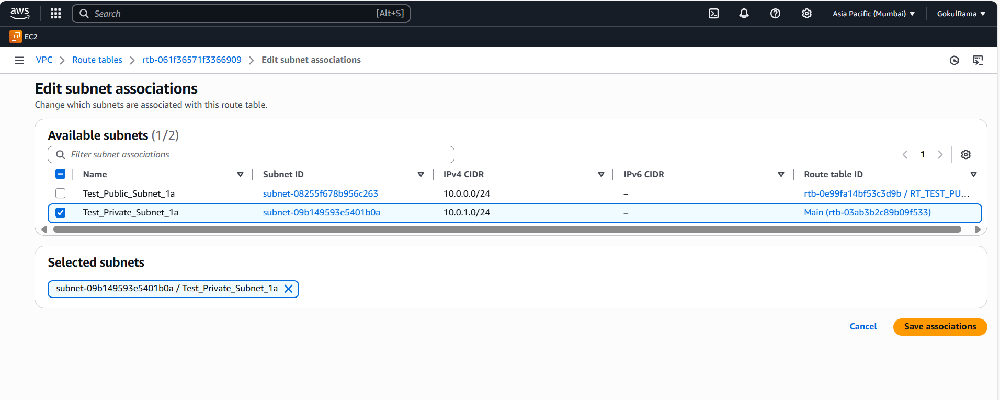 aws Search [Alt+S] Asia Pacific (Mumbai) GokulRama
EC2
VPC Route tables rtb-061f36571f3366909 Edit subnet associations
Edit subnet associations
Change which subnets are associated with this route table.
Available subnets (1/2)
Filter subnet associations 1
Name Subnet ID IPv4 CIDR IPv6 CIDR Route table ID
Test_Public_Subnet_1a subnet-08255f678b956c263 10.0.0.0/24 – rtb-0e99fa14bf53c3d9b / RT_TEST_PU...
Test_Private_Subnet_1a subnet-09b149593e5401b0a 10.0.1.0/24 – Main (rtb-03ab3b2c89b09f533)
Selected subnets
subnet-09b149593e5401b0a / Test_Private_Subnet_1a
Cancel Save associations